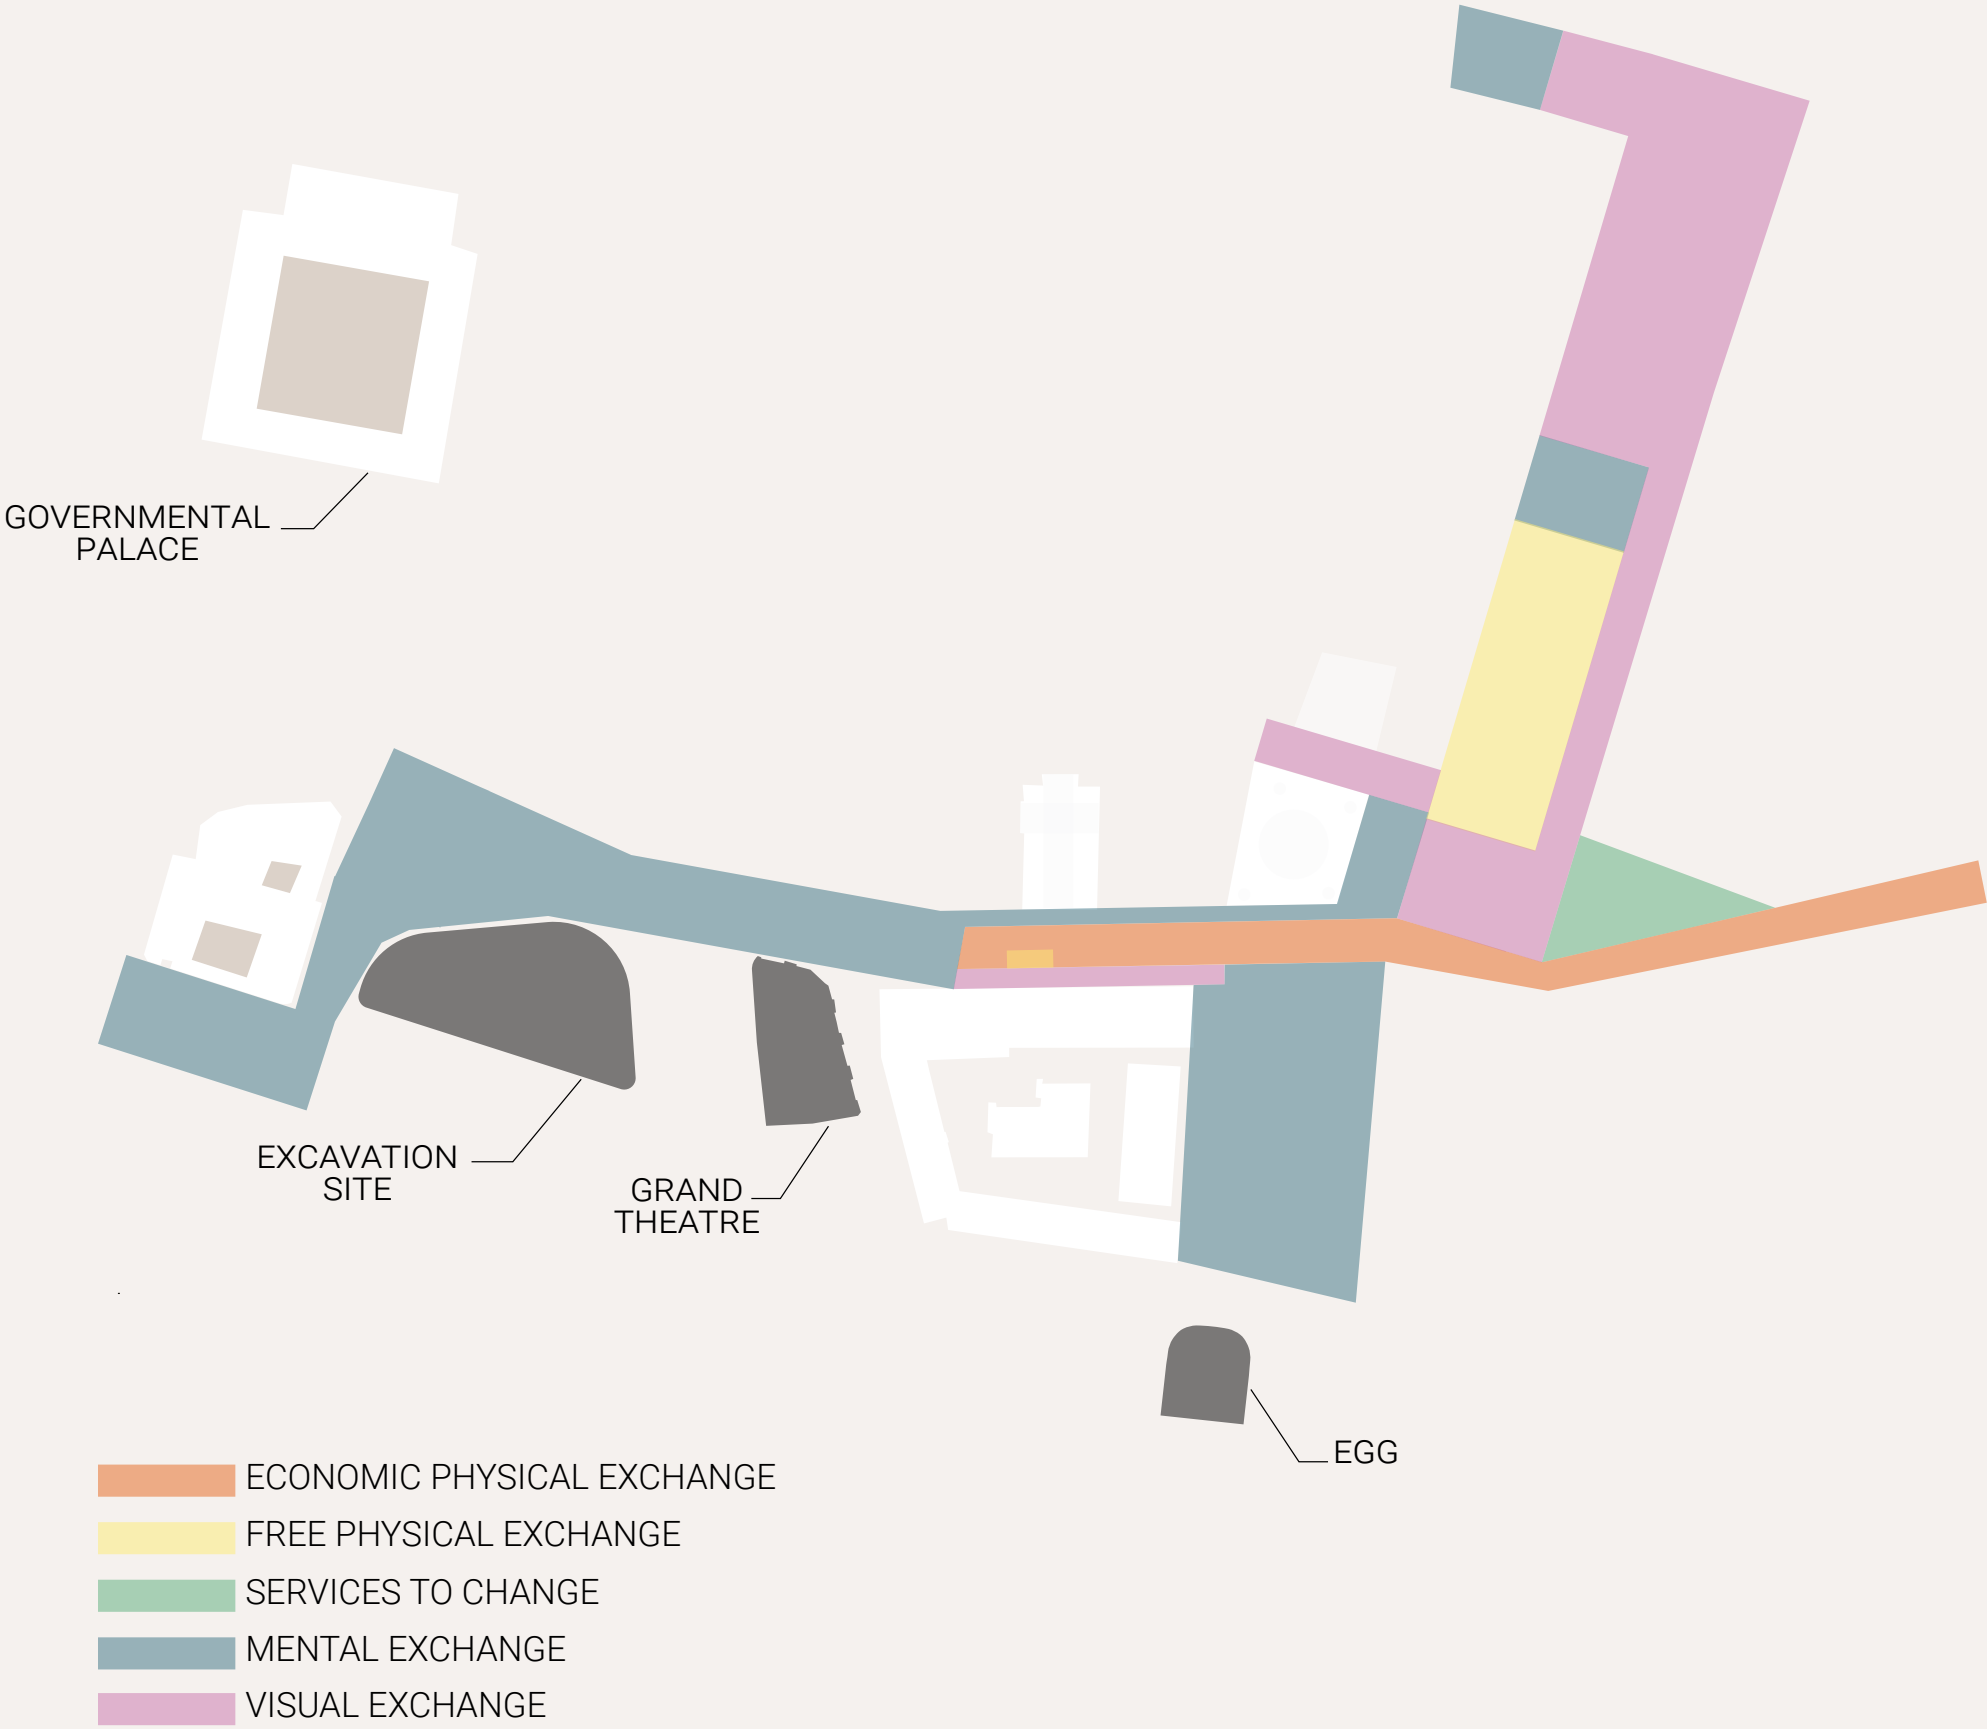 GOVERNMENTAL
PALACE
EXCAVATION
SITE
GRAND
THEATRE
EGG
ECONOMIC PHYSICAL EXCHANGE
FREE PHYSICAL EXCHANGE
SERVICES TO CHANGE
MENTAL EXCHANGE
VISUAL EXCHANGE